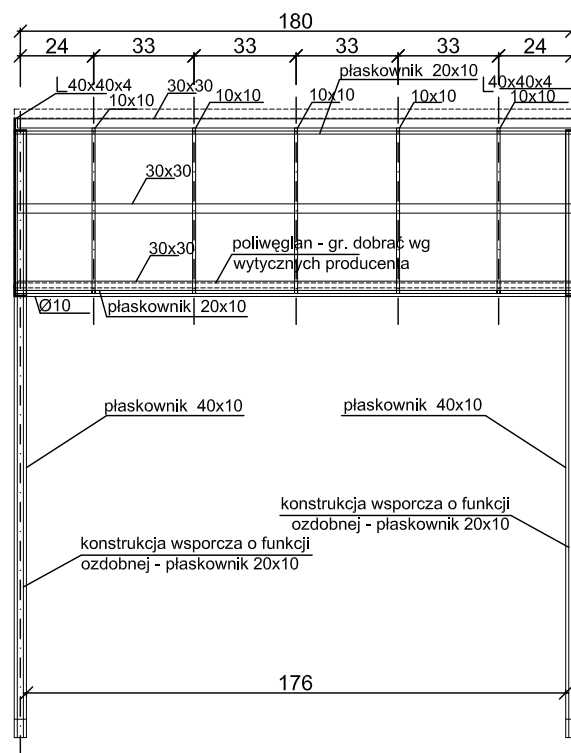 180
24 33 33 33 33 24
płaskownik 20x10
L40x40x4 30x30 L40x40x4
10x10 10x10 10x10 10x10 10x10
30x30
30x30 poliwęglan - gr. dobrać wg
wytycznych producenta
Ø10 płaskownik 20x10
płaskownik 40x10 płaskownik 40x10
konstrukcja wsporcza o funkcji
ozdobnej - płaskownik 20x10
konstrukcja wsporcza o funkcji
ozdobnej - płaskownik 20x10
176